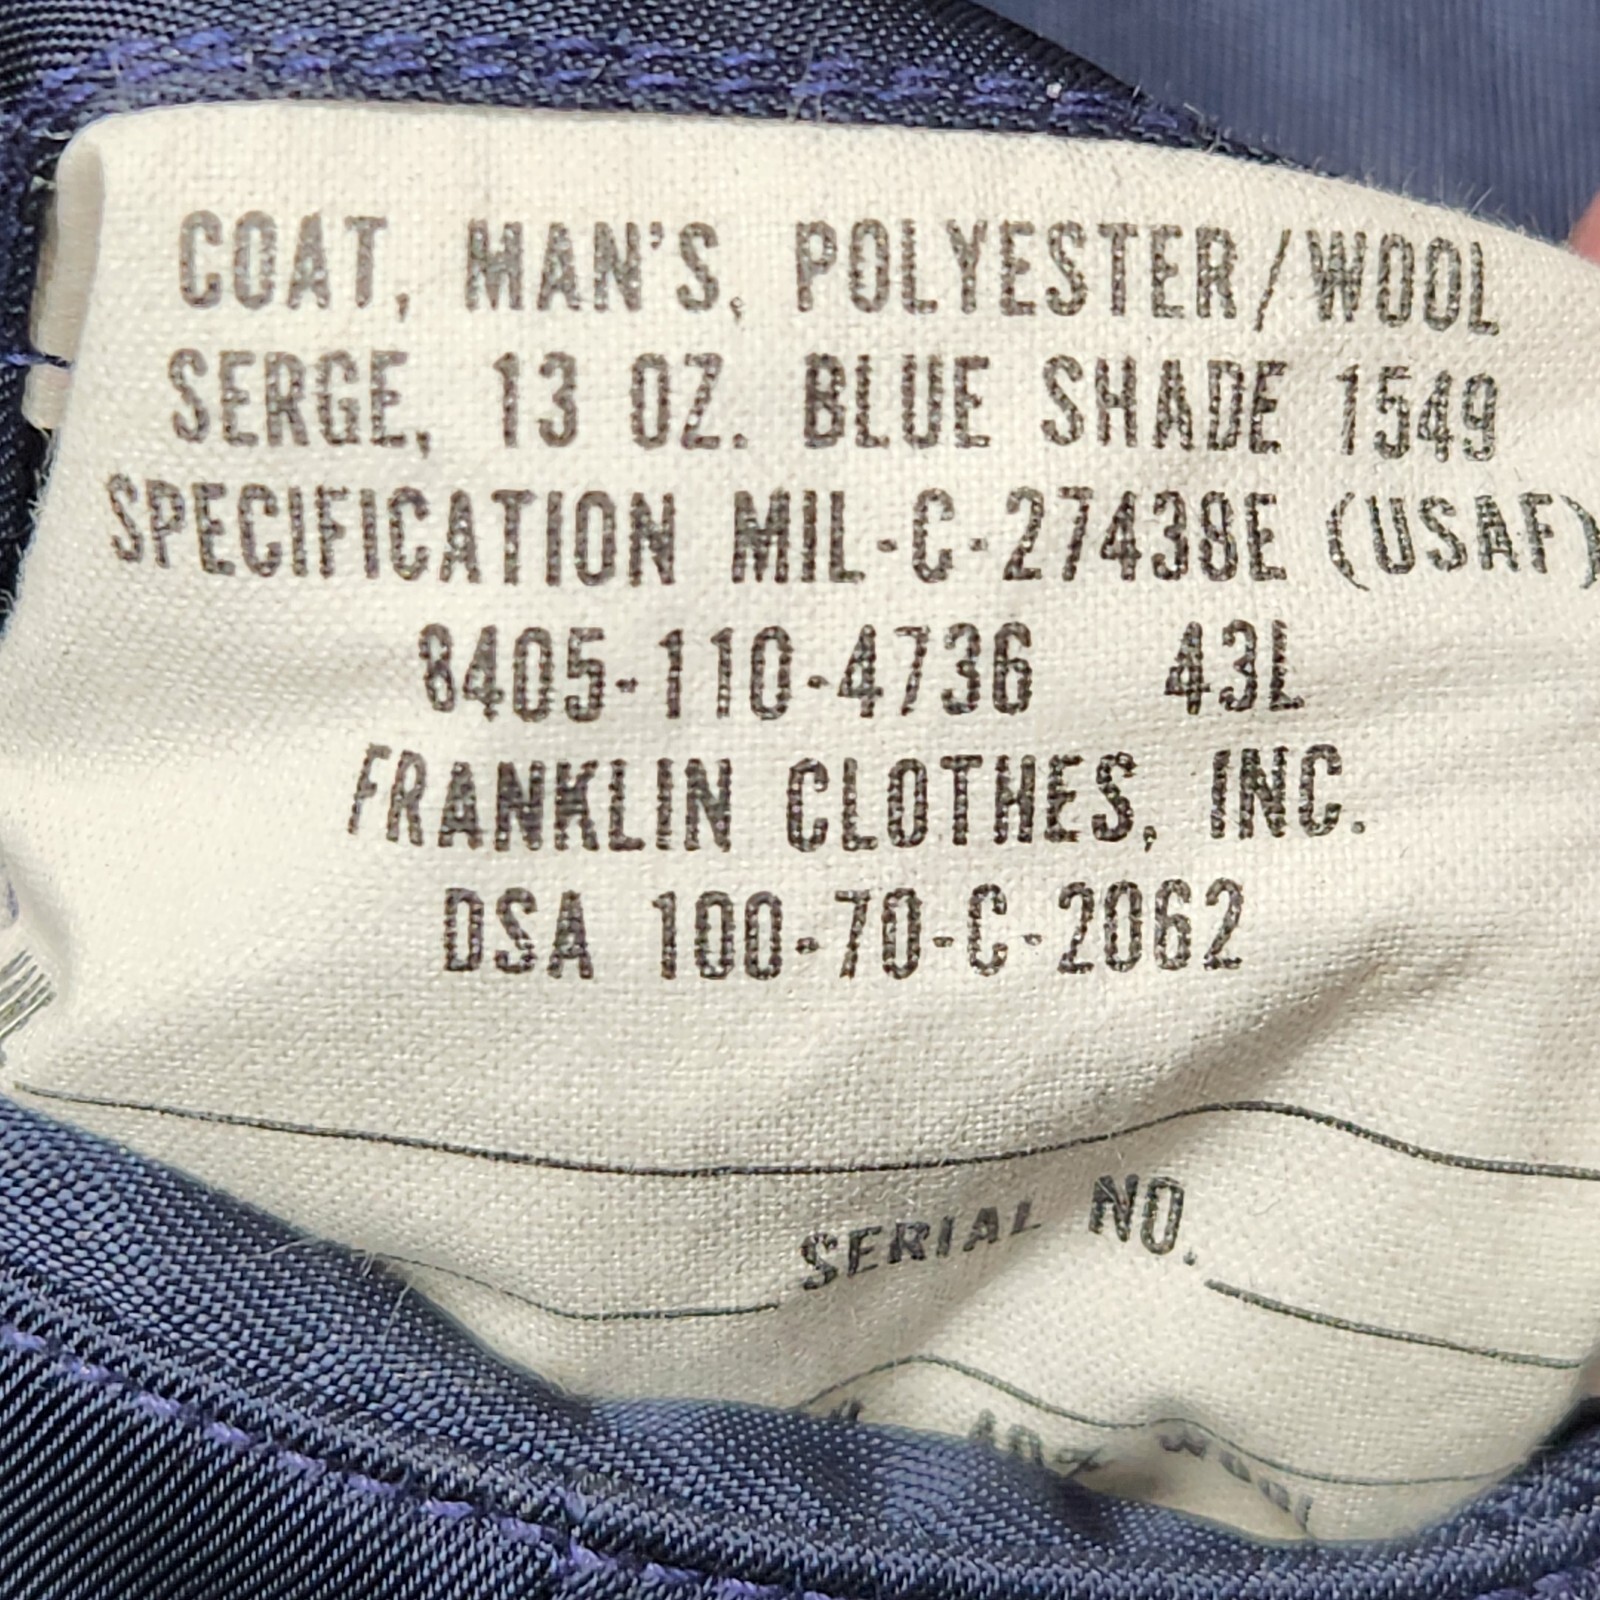 COAT, MAN'S, POLYESTER/WOOL
SERGE, 13 OZ. BLUE SHADE 1549
SPECIFICATION MIL-C-27438E (USAF)
8405-110-4736 43L
FRANKLIN CLOTHES, INC.
DSA 100-70-C-2062
SERIAL NO.
WOOL